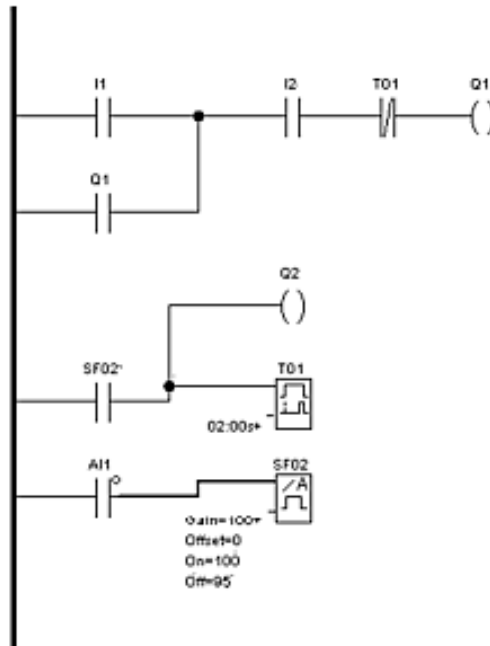 I1 I2 T01 Q1
Q1
Q2
SF02 T01
02:00s+
AI1 SF02
/A
Gain=100+
Offset=0
On=100
Off=95